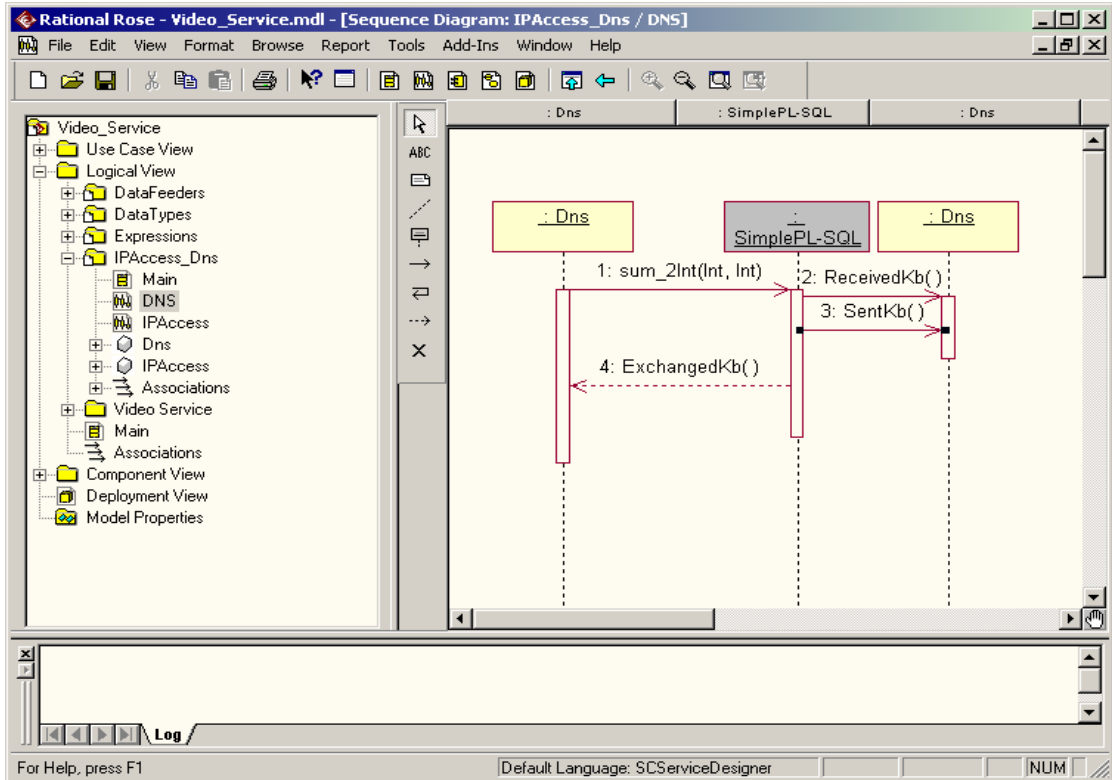 Rational Rose - Video_Service.mdl - [Sequence Diagram: IPAccess_Dns / DNS]
File Edit View Format Browse Report Tools Add-Ins Window Help
: Dns : SimplePL-SQL : Dns
Video_Service
Use Case View
Logical View
DataFeeders
DataTypes
Expressions
IPAccess_Dns
Main
DNS
IPAccess
Dns
IPAccess
Associations
Video Service
Main
Associations
Component View
Deployment View
Model Properties
ABC
: Dns
:
SimplePL-SQL
: Dns
1: sum_2Int(Int, Int)
2: ReceivedKb( )
3: SentKb( )
4: ExchangedKb( )
Log
For Help, press F1
Default Language: SCServiceDesigner
NUM